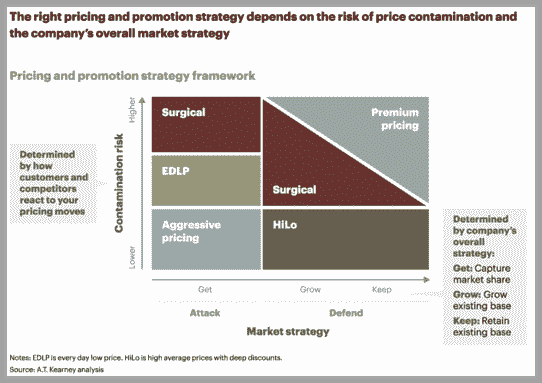 The right pricing and promotion strategy depends on the risk of price contamination and
the company's overall market strategy
Pricing and promotion strategy framework
Determined
by how
customers and
competitors
react to your
pricing moves
Contamination risk
Higher
Lower
Surgical
EDLP
Aggressive
pricing
Premium
pricing
Surgical
HiLo
Get
Grow
Keep
Attack
Defend
Market strategy
Determined
by company's
overall
strategy:
Get: Capture
market share
Grow: Grow
existing base
Keep: Retain
existing base
Notes: EDLP is every day low price. HiLo is high average prices with deep discounts.
Source: A.T. Kearney analysis